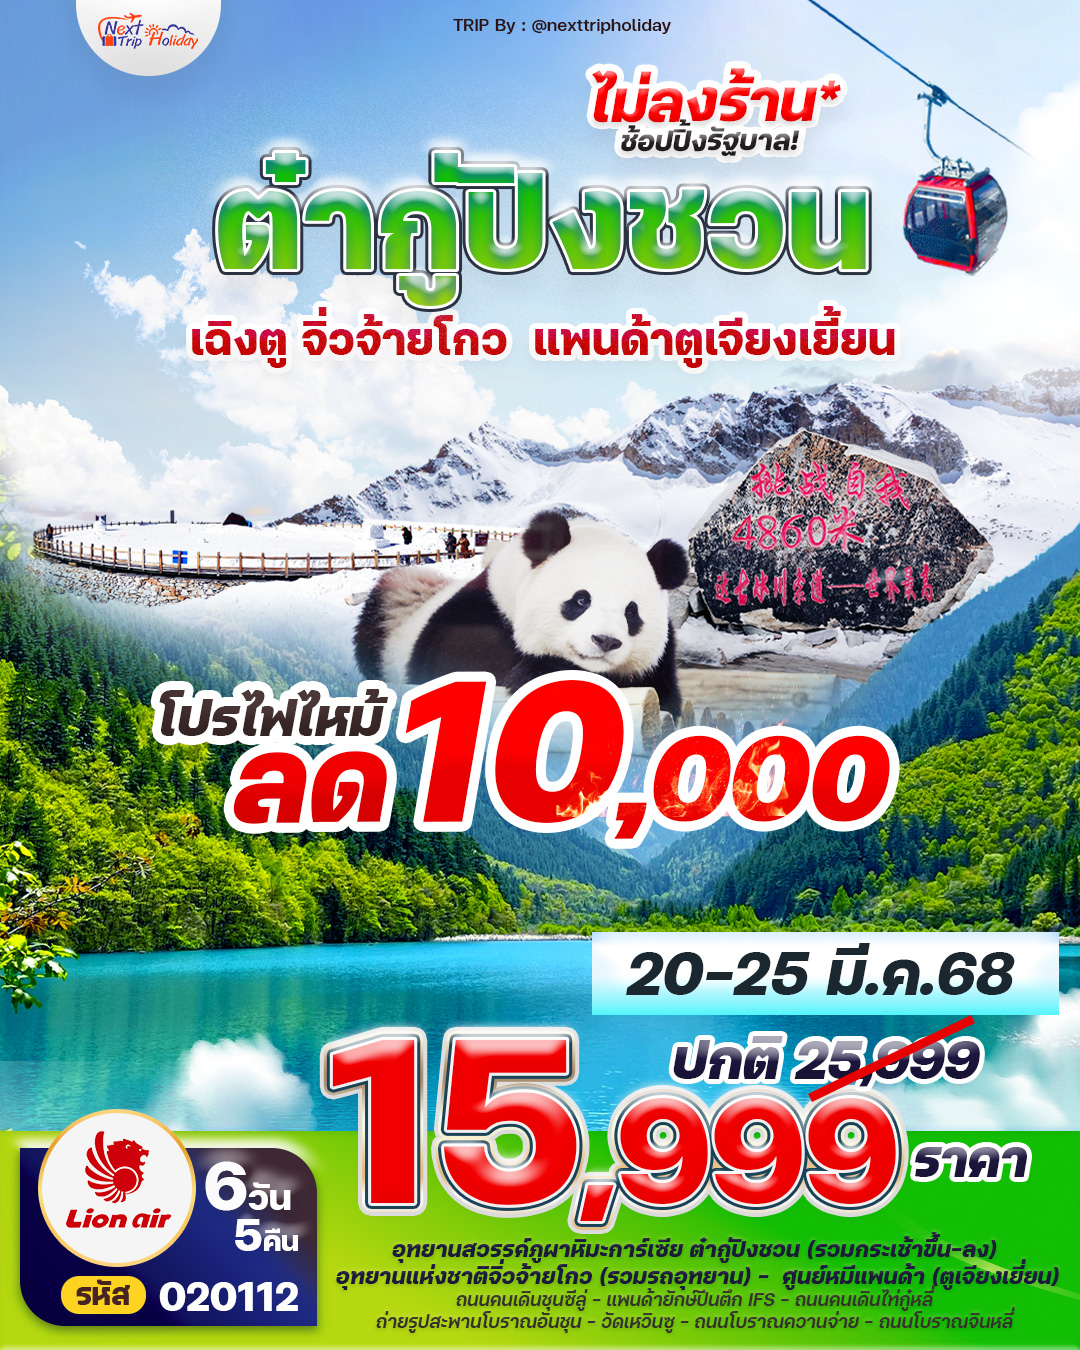 Next Trip Holiday
TRIP By : @nexttripholiday
ไม่ลงร้าน*
ช้อปปิ้งรัฐบาล!
ต๋ากู่ปิงชวน
เฉิงตู จิ่วจ้ายโกว แพนด้าตูเจียงเยี้ยน
挑战自我
4860米
达古冰川索道——世界最高
โปรไฟไหม้
ลด 10,000
20-25 มี.ค.68
ปกติ 25,999
15,999 ราคา
Lion air
6 วัน
5 คืน
รหัส 020112
อุทยานสวรรค์ภูผาหิมะการ์เซีย ต๋ากู่ปิงชวน (รวมกระเช้าขึ้น-ลง)
อุทยานแห่งชาติจิ่วจ้ายโกว (รวมรถอุทยาน) - ศูนย์หมีแพนด้า (ตูเจียงเยี่ยน)
ถนนคนเดินชุนซีลู่ - แพนด้ายักษ์ปีนตึก IFS - ถนนคนเดินไท่กู๋หลี่
ถ่ายรูปสะพานโบราณอันชุน - วัดเหวินซู - ถนนโบราณควานจ๋าย - ถนนโบราณจินหลี่